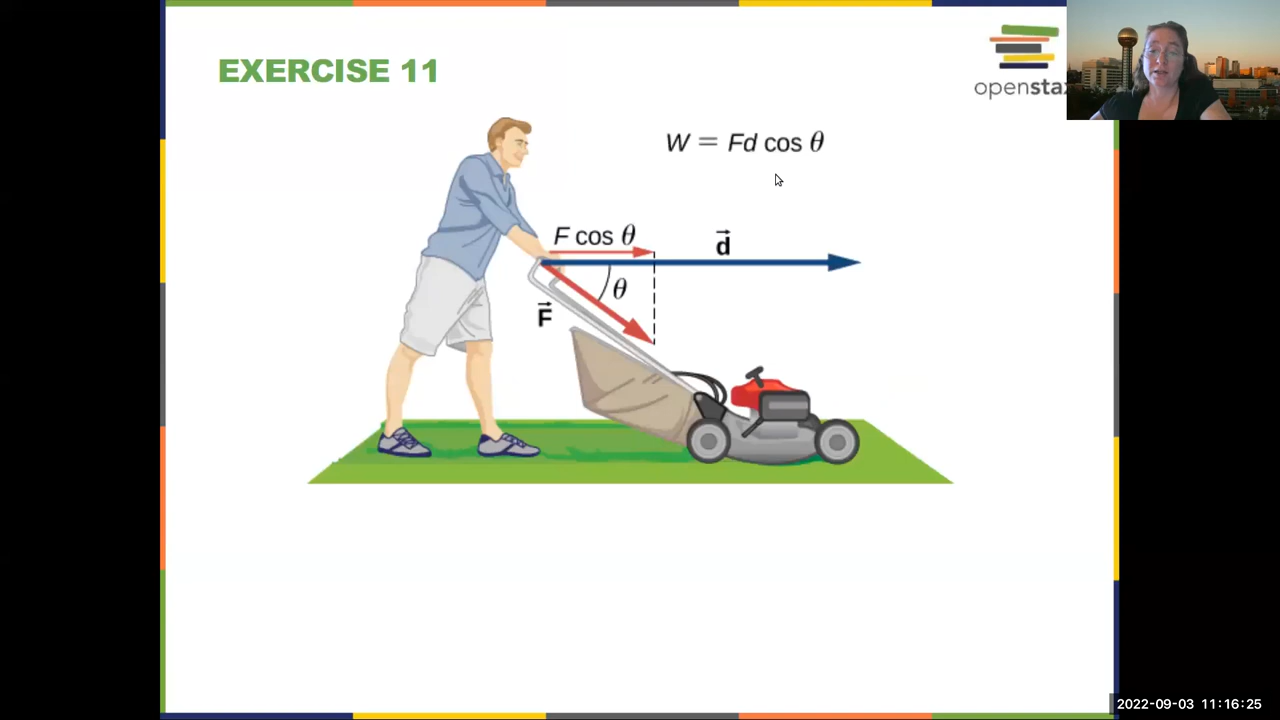 EXERCISE 11
openstax
W = Fd cos θ
F cos θ
d⃗
θ
F⃗
2022-09-03 11:16:25